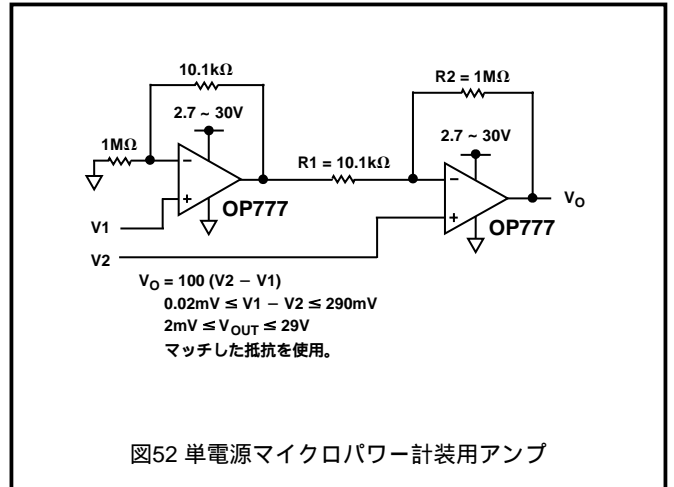 10.1kΩ
2.7 ~ 30V
1MΩ
−
+
OP777
V1
V2
R1 = 10.1kΩ
R2 = 1MΩ
2.7 ~ 30V
−
+
OP777
VO
VO = 100 (V2 − V1)
0.02mV ≤ V1 − V2 ≤ 290mV
2mV ≤ VOUT ≤ 29V
マッチした抵抗を使用。
図52 単電源マイクロパワー計装用アンプ